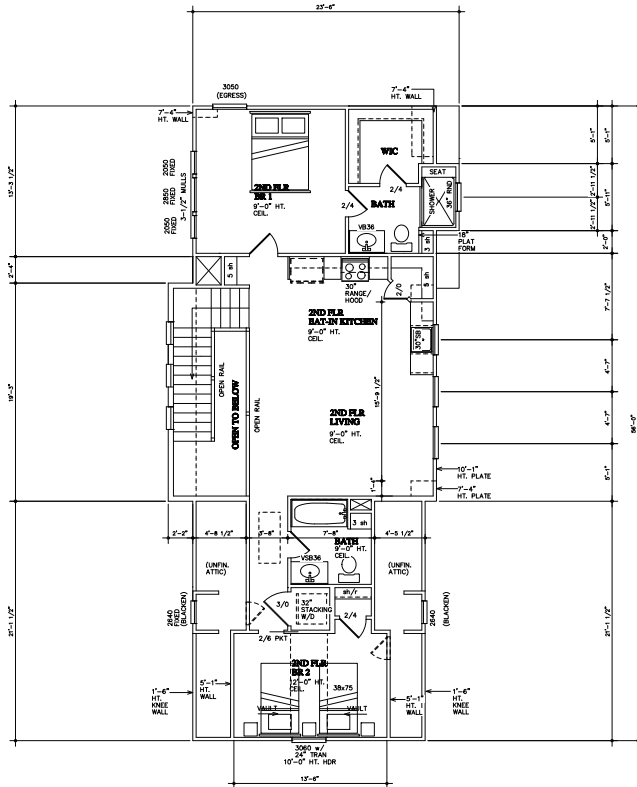 23'-6"
3050
(EGRESS)
7'-4"
HT. WALL
7'-4"
HT. WALL
13'-3 1/2"
2050
FIXED
2850
FIXED
2050
FIXED
3-1/2" MULLS
2ND FLR
BR 1
9'-0" HT.
CEIL.
WIC
2/4
BATH
2/4
VB36
SEAT
SHOWER
36" RND
3 sh
18"
PLAT
FORM
5'-1"
5'-1"
2'-11 1/2"
2'-11 1/2"
5'-11"
2'-0"
2'-4"
5 sh
30"
RANGE/
HOOD
2/0
5 sh
2ND FLR
EAT-IN KITCHEN
9'-0" HT.
CEIL.
30"SB
7'-7 1/2"
19'-3"
OPEN RAIL
OPEN TO BELOW
OPEN RAIL
15'-9 1/2"
4'-7"
2ND FLR
LIVING
9'-0" HT.
CEIL.
4'-7"
56'-0"
10'-1"
HT. PLATE
5'-1"
1'-4"
7'-4"
HT. PLATE
2'-2"
4'-8 1/2"
3'-8"
7'-8"
4'-5 1/2"
3 sh
BATH
9'-0" HT.
CEIL.
VSB36
(UNFIN.
ATTIC)
(UNFIN.
ATTIC)
21'-1 1/2"
21'-1 1/2"
2640
FIXED
(BLACKEN)
2640
(BLACKEN)
3/0
32"
STACKING
W/D
sh/r
2/4
2/6 PKT
2ND FLR
BR 2
12'-0" HT.
CEIL.
38x75
5'-1"
HT.
WALL
1'-6"
HT.
KNEE
WALL
5'-1"
HT.
WALL
1'-6"
HT.
KNEE
WALL
VAULT
VAULT
3060 w/
24" TRAN
10'-0" HT. HDR
13'-6"